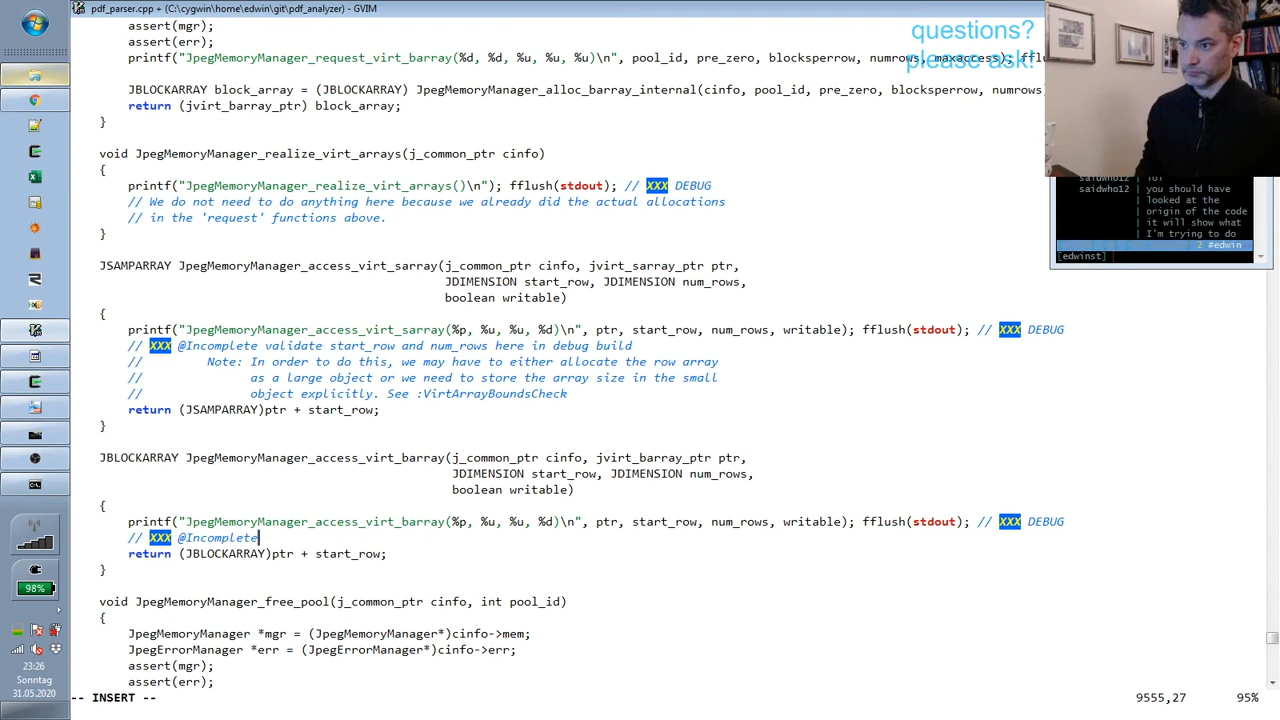 pdf_parser.cpp + (C:\cygwin\home\edwin\git\pdf_analyzer) - GVIM
assert(mgr);
assert(err);
printf("JpegMemoryManager_request_virt_barray(%d, %d, %u, %u, %u)\n", pool_id, pre_zero, blocksperrow, numrows, maxaccess); fflu
JBLOCKARRAY block_array = (JBLOCKARRAY) JpegMemoryManager_alloc_barray_internal(cinfo, pool_id, pre_zero, blocksperrow, numrows)
return (jvirt_barray_ptr) block_array;
}
void JpegMemoryManager_realize_virt_arrays(j_common_ptr cinfo)
{
printf("JpegMemoryManager_realize_virt_arrays()\n"); fflush(stdout); // XXX DEBUG
// We do not need to do anything here because we already did the actual allocations
// in the 'request' functions above.
}
JSAMPARRAY JpegMemoryManager_access_virt_sarray(j_common_ptr cinfo, jvirt_sarray_ptr ptr,
JDIMENSION start_row, JDIMENSION num_rows,
boolean writable)
{
printf("JpegMemoryManager_access_virt_sarray(%p, %u, %u, %d)\n", ptr, start_row, num_rows, writable); fflush(stdout); // XXX DEBUG
// XXX @Incomplete validate start_row and num_rows here in debug build
// Note: In order to do this, we may have to either allocate the row array
// as a large object or we need to store the array size in the small
// object explicitly. See :VirtArrayBoundsCheck
return (JSAMPARRAY)ptr + start_row;
}
JBLOCKARRAY JpegMemoryManager_access_virt_barray(j_common_ptr cinfo, jvirt_barray_ptr ptr,
JDIMENSION start_row, JDIMENSION num_rows,
boolean writable)
{
printf("JpegMemoryManager_access_virt_barray(%p, %u, %u, %d)\n", ptr, start_row, num_rows, writable); fflush(stdout); // XXX DEBUG
// XXX @Incomplete
return (JBLOCKARRAY)ptr + start_row;
}
void JpegMemoryManager_free_pool(j_common_ptr cinfo, int pool_id)
{
JpegMemoryManager *mgr = (JpegMemoryManager*)cinfo->mem;
JpegErrorManager *err = (JpegErrorManager*)cinfo->err;
assert(mgr);
assert(err);
-- INSERT --
9555,27 95%
questions?
please ask!
saidwho12 | lol
saidwho12 | you should have
| looked at the
| origin of the code
| it will show what
| I'm trying to do
2 #edwin
[edwinst]
98%
23:26
Sonntag
31.05.2020